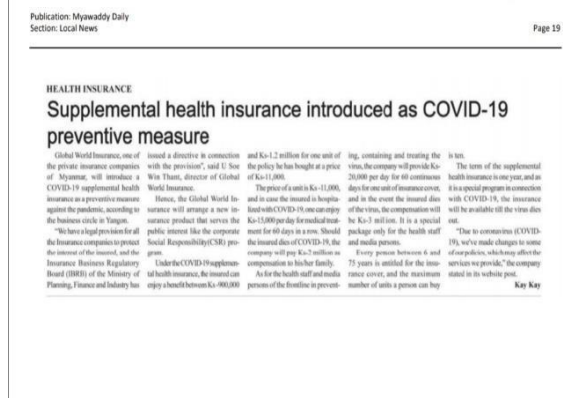 Publication: Myawaddy Daily
Section: Local News
Page 19
HEALTH INSURANCE
Supplemental health insurance introduced as COVID-19
preventive measure
Global World Insurance, one of
the private insurance companies
of Myanmar, will introduce a
COVID-19 supplemental health
insurance as a preventive measure
against the pandemic, according to
the business circle in Yangon.
"We have a legal provision for all
the Insurance companies to protect
the interest of the insured, and the
Insurance Business Regulatory
Board (IBRB) of the Ministry of
Planning, Finance and Industry has
issued a directive in connection
with the provision", said U Soe
Win Thant, director of Global
World Insurance.
Hence, the Global World In-
surance will arrange a new in-
surance product that serves the
public interest like the corporate
Social Responsibility(CSR) pro-
gram.
Under the COVID-19 supplemen-
tal health insurance, the insured can
enjoy a benefit between Ks-900,000
and Ks-1.2 million for one unit of
the policy he has bought at a price
of Ks-11,000.
The price of a unit is Ks-11,000,
and in case the insured is hospita-
lized with COVID-19, one can enjoy
Ks-15,000 per day for medical treat-
ment for 60 days in a row. Should
the insured dies of COVID-19, the
company will pay Ks-2 million as
compensation to his/her family.
As for the health staff and media
persons of the frontline in prevent-
ing, containing and treating the
virus, the company will provide Ks-
20,000 per day for 60 continuous
days for one unit of insurance cover,
and in the event the insured dies
of the virus, the compensation will
be Ks-3 million. It is a special
package only for the health staff
and media persons.
Every person between 6 and
75 years is entitled for the insu-
rance cover, and the maximum
number of units a person can buy
is ten.
The term of the supplemental
health insurance is one year, and as
it is a special program in connection
with COVID-19, the insurance
will be available till the virus dies
out.
"Due to coronavirus (COVID-
19), we've made changes to some
of our policies, which may affect the
services we provide," the company
stated in its website post.
Kay Kay